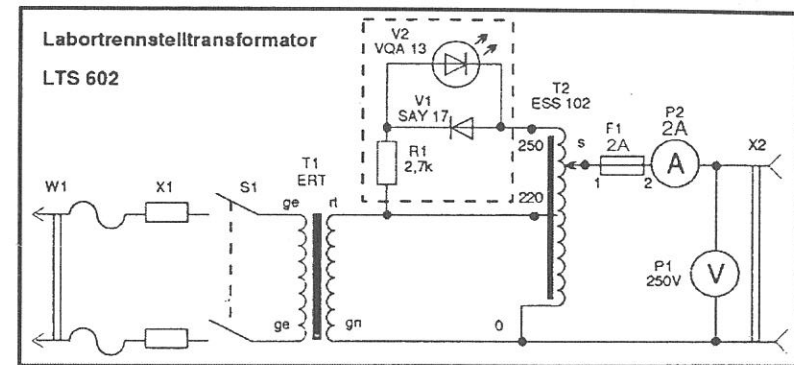 Labortrennstelltransformator
LTS 602
V2
VQA 13
V1
SAY 17
R1
2,7k
T2
ESS 102
250
220
0
s
F1
2A
1
2
P2
2A
A
X2
W1
X1
S1
T1
ERT
ge
rt
ge
gn
P1
250V
V